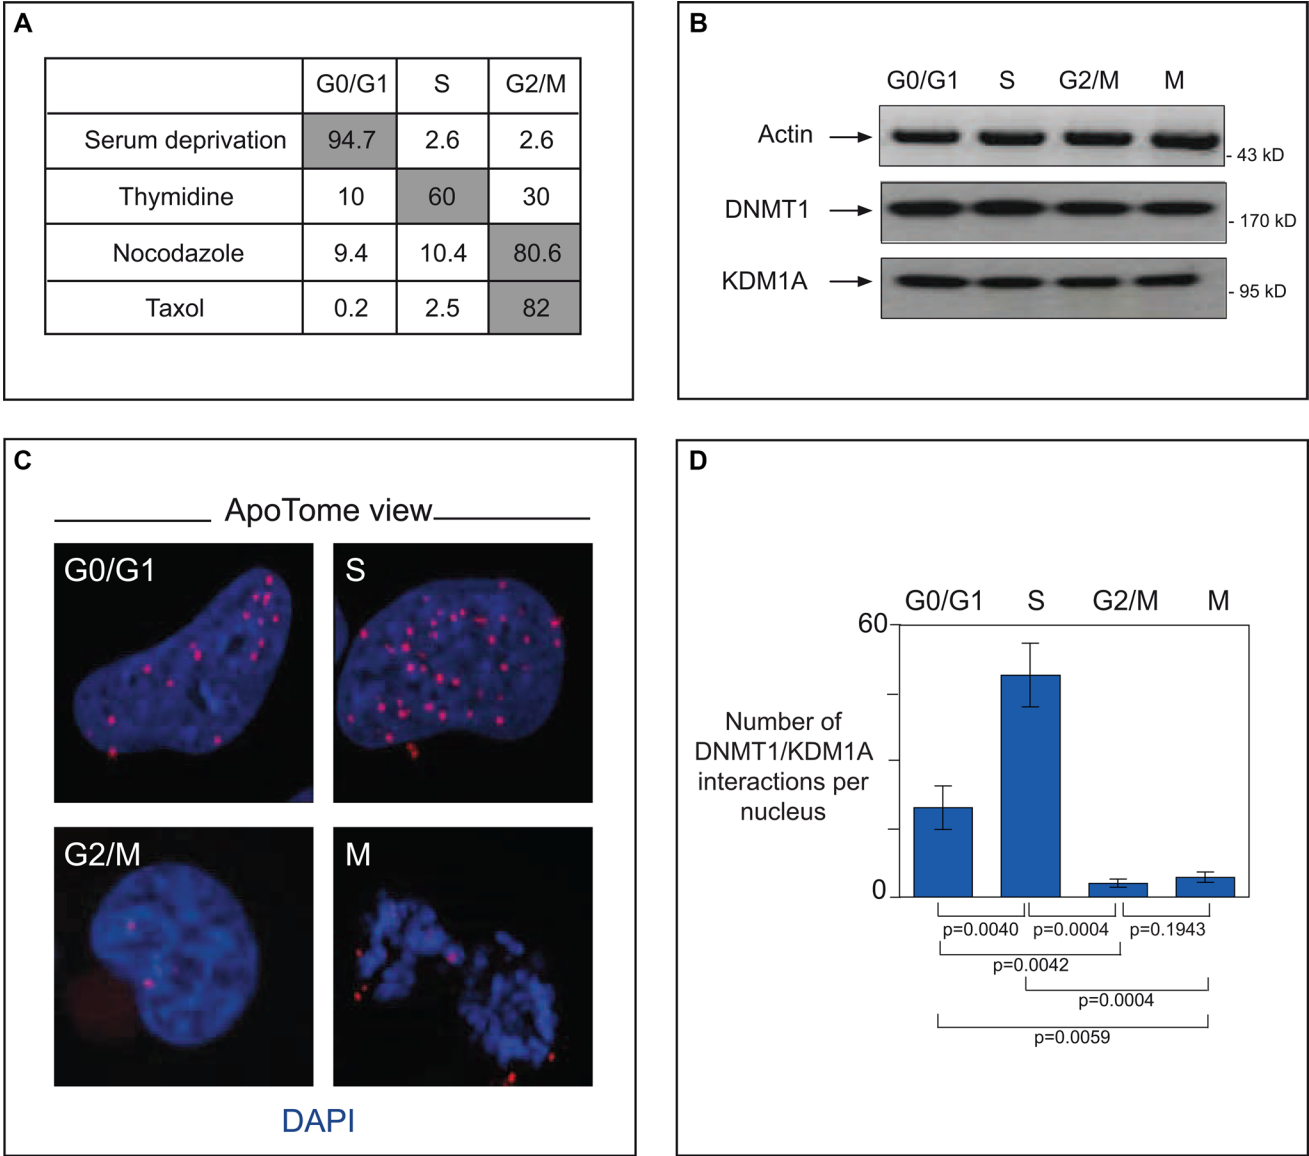 A
G0/G1 S G2/M
Serum deprivation 94.7 2.6 2.6
Thymidine 10 60 30
Nocodazole 9.4 10.4 80.6
Taxol 0.2 2.5 82
B
G0/G1 S G2/M M
Actin - 43 kD
DNMT1 - 170 kD
KDM1A - 95 kD
C
ApoTome view
G0/G1 S
G2/M M
DAPI
D
G0/G1 S G2/M M
60
Number of
DNMT1/KDM1A
interactions per
nucleus
0
p=0.0040 p=0.0004 p=0.1943
p=0.0042
p=0.0004
p=0.0059